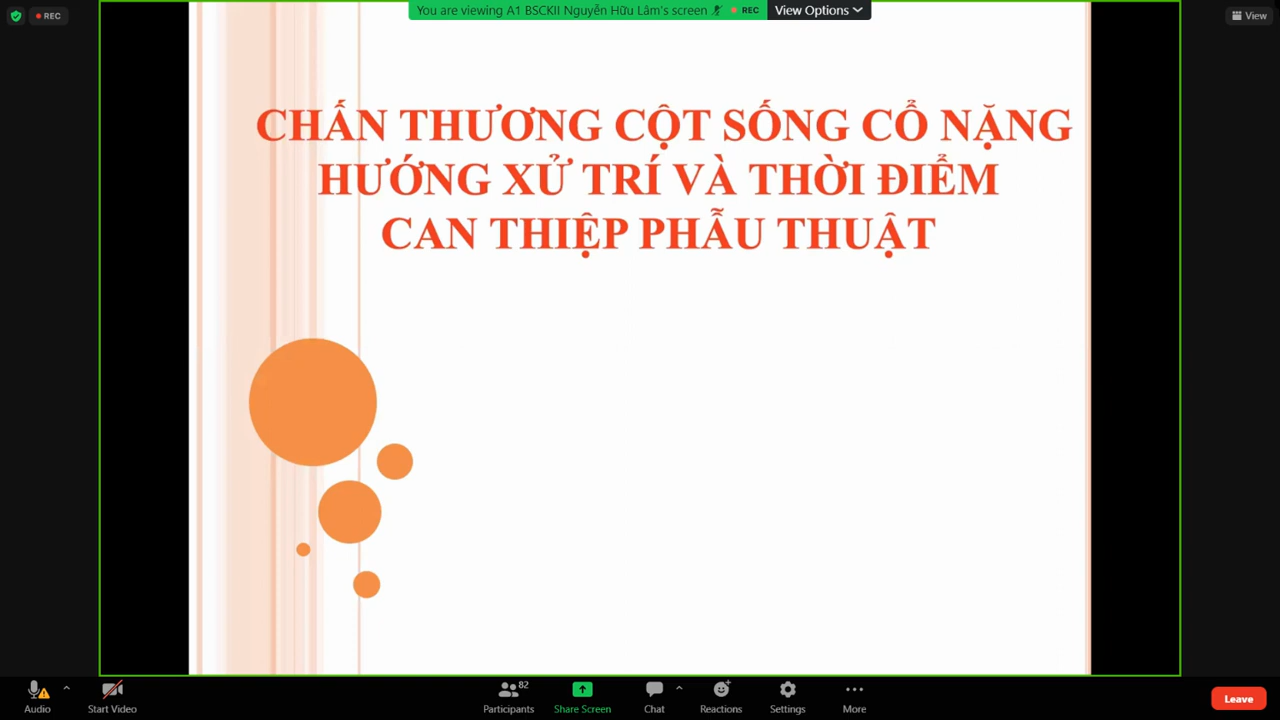 REC
You are viewing A1 BSCKII Nguyễn Hữu Lâm's screen
REC
View Options
View
CHẤN THƯƠNG CỘT SỐNG CỔ NẶNG
HƯỚNG XỬ TRÍ VÀ THỜI ĐIỂM
CAN THIỆP PHẪU THUẬT
Audio
Start Video
82
Participants
Share Screen
Chat
Reactions
Settings
More
Leave